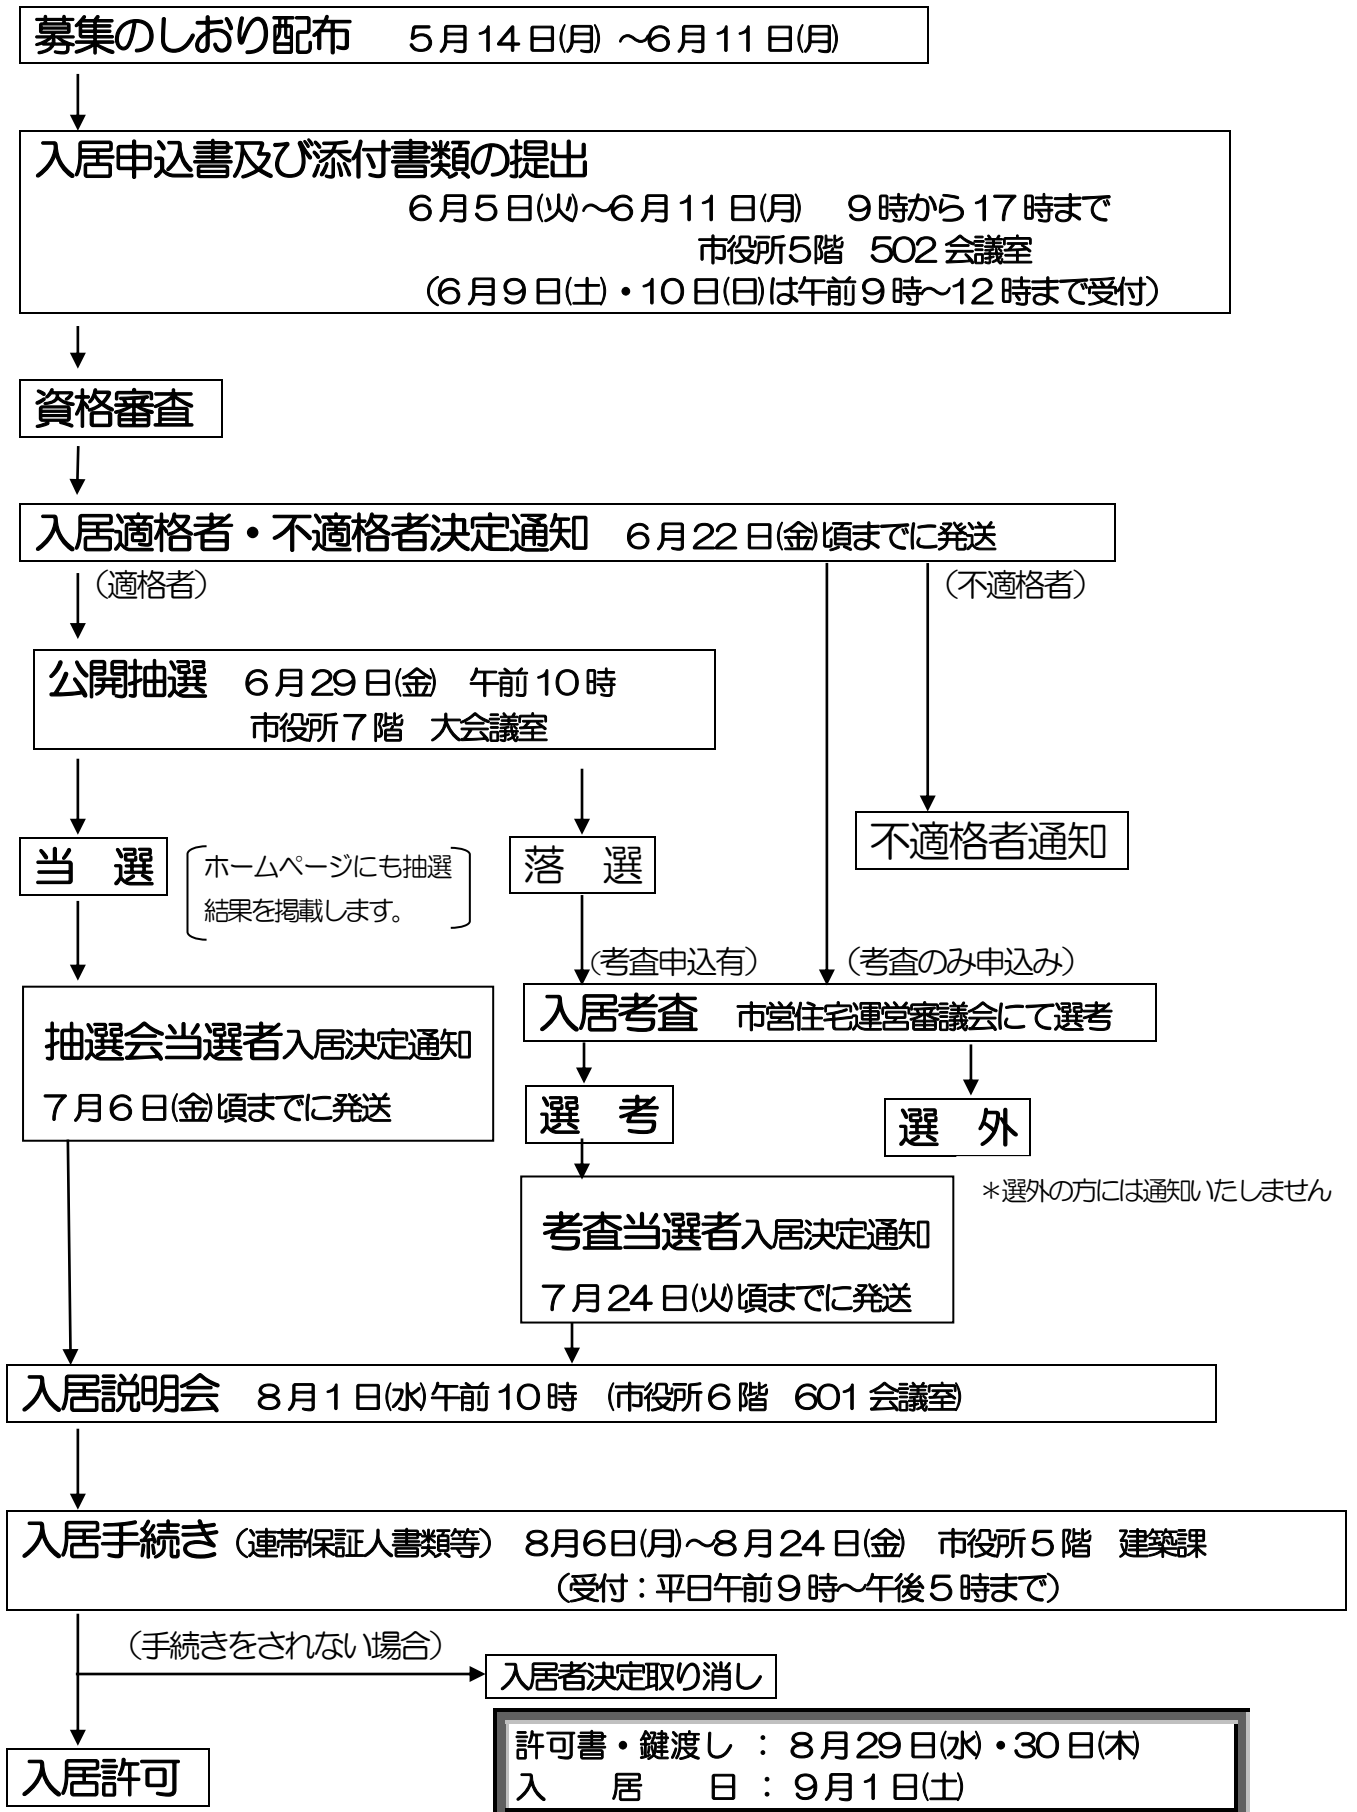 募集のしおり配布　５月14日(月) ～6月11日(月)
入居申込書及び添付書類の提出
６月５日(火)～6月11日(月)　９時から17時まで
市役所５階　502会議室
（6月９日(土)・10日(日)は午前９時～12時まで受付）
資格審査
入居適格者・不適格者決定通知　６月22日(金)頃までに発送
（適格者）
（不適格者）
公開抽選　６月29日(金)　午前10時
市役所７階　大会議室
不適格者通知
当　選
落　選
ホームページにも抽選
結果を掲載します。
（考査申込有）
（考査のみ申込み）
入居考査　市営住宅運営審議会にて選考
抽選会当選者入居決定通知
７月６日(金)頃までに発送
選　考
選　外
＊選外の方には通知いたしません
考査当選者入居決定通知
７月24日(火)頃までに発送
入居説明会　８月１日(水)午前10時　(市役所６階　601会議室)
入居手続き（連帯保証人書類等）　８月６日(月)～８月24日(金)　市役所５階　建築課
（受付：平日午前９時～午後５時まで）
（手続きをされない場合）
入居者決定取り消し
許可書・鍵渡し　：　８月29日(水)・30日(木)
入　　居　　日　：　９月１日(土)
入居許可